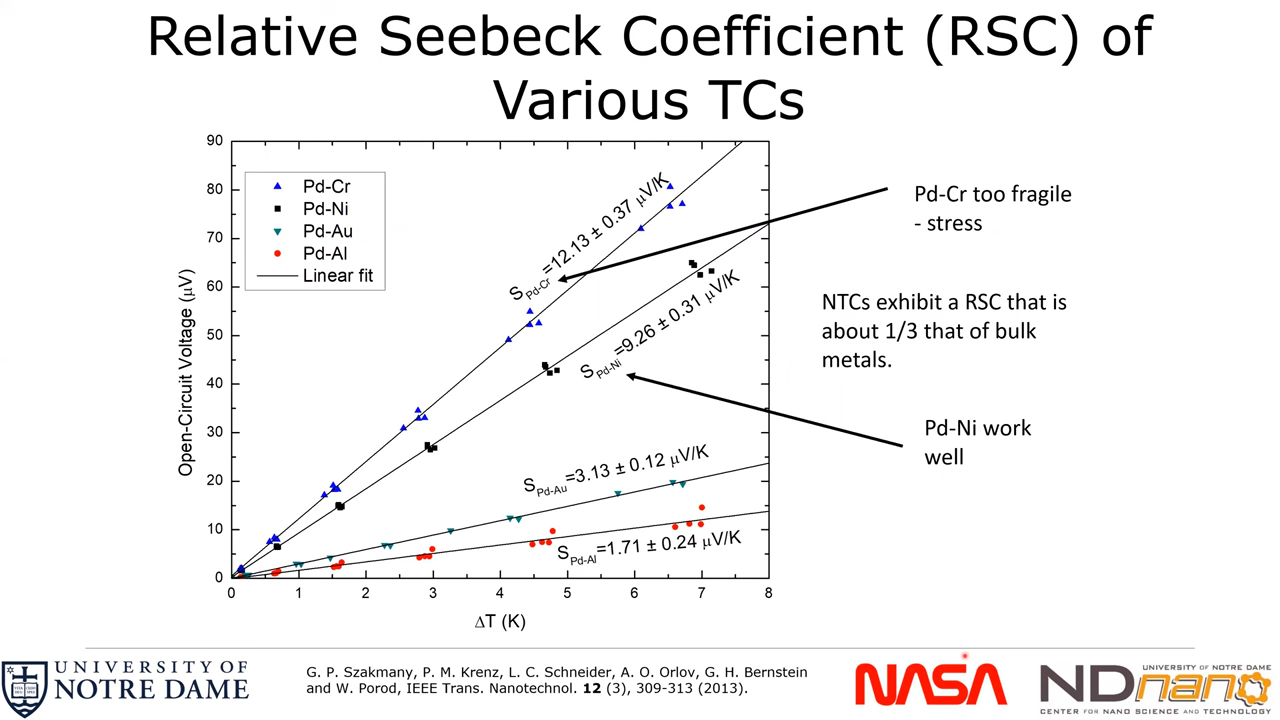 Relative Seebeck Coefficient (RSC) of
Various TCs
90
80
70
60
50
40
30
20
10
0
Open-Circuit Voltage (μV)
Pd-Cr
Pd-Ni
Pd-Au
Pd-Al
Linear fit
S Pd-Cr=12.13 ± 0.37 μV/K
S Pd-Ni=9.26 ± 0.31 μV/K
S Pd-Au=3.13 ± 0.12 μV/K
S Pd-Al=1.71 ± 0.24 μV/K
0 1 2 3 4 5 6 7 8
ΔT (K)
Pd-Cr too fragile
- stress
NTCs exhibit a RSC that is
about 1/3 that of bulk
metals.
Pd-Ni work
well
UNIVERSITY OF
NOTRE DAME
G. P. Szakmany, P. M. Krenz, L. C. Schneider, A. O. Orlov, G. H. Bernstein
and W. Porod, IEEE Trans. Nanotechnol. 12 (3), 309-313 (2013).
NASA
UNIVERSITY OF NOTRE DAME
NDnano
CENTER FOR NANO SCIENCE AND TECHNOLOGY